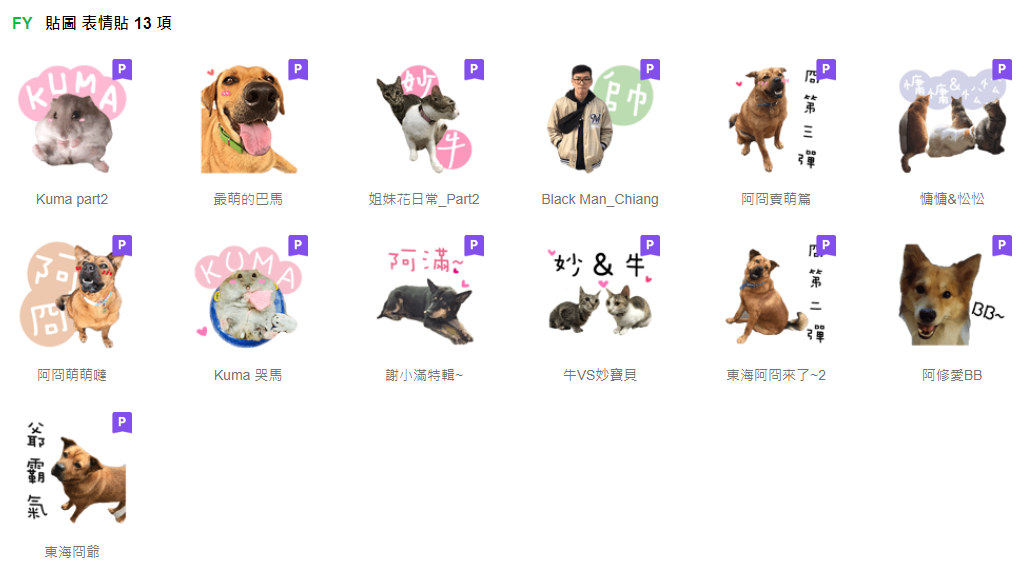 FY 貼圖 表情貼 13 項
KUMA
P
Kuma part2
P
最萌的巴馬
妙
牛
P
姐妹花日常_Part2
帥
P
Black Man_Chiang
冏第三彈
P
阿冏賣萌篇
慵慵&忪忪
P
慵慵&忪忪
阿冏
P
阿冏萌萌噠
KUMA
P
Kuma 哭馬
阿滿~
P
謝小滿特輯~
妙 & 牛
P
牛VS妙寶貝
冏第二彈
P
東海阿冏來了~2
BB~
P
阿修愛BB
爺霸氣
P
東海冏爺